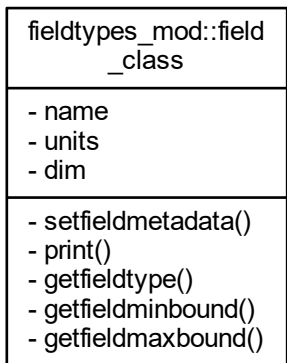 fieldtypes_mod::field
_class
- name
- units
- dim
- setfieldmetadata()
- print()
- getfieldtype()
- getfieldminbound()
- getfieldmaxbound()